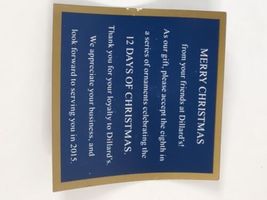 MERRY CHRISTMAS
from your friends at Dillard's!
As our gift, please accept the eighth in
a series of ornaments celebrating the
12 DAYS OF CHRISTMAS.
Thank you for your loyalty to Dillard's.
We appreciate your business, and
look forward to serving you in 2015.